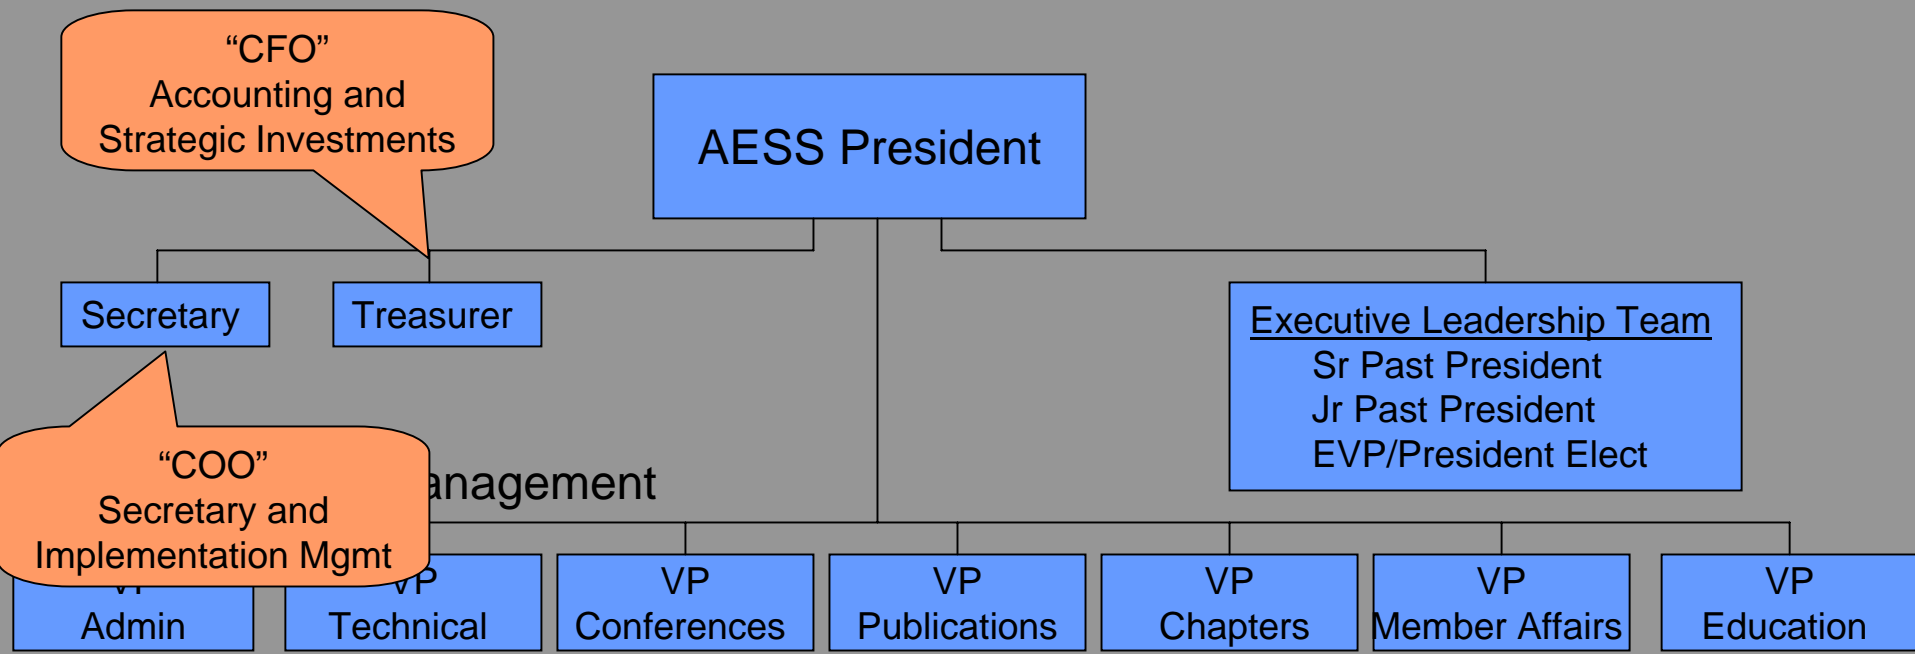 “CFO”
Accounting and
Strategic Investments
AESS President
Secretary
Treasurer
Executive Leadership Team
Sr Past President
Jr Past President
EVP/President Elect
“COO”
Secretary and
Implementation Mgmt
VP
Admin
VP
Technical
VP
Conferences
VP
Publications
VP
Chapters
VP
Member Affairs
VP
Education